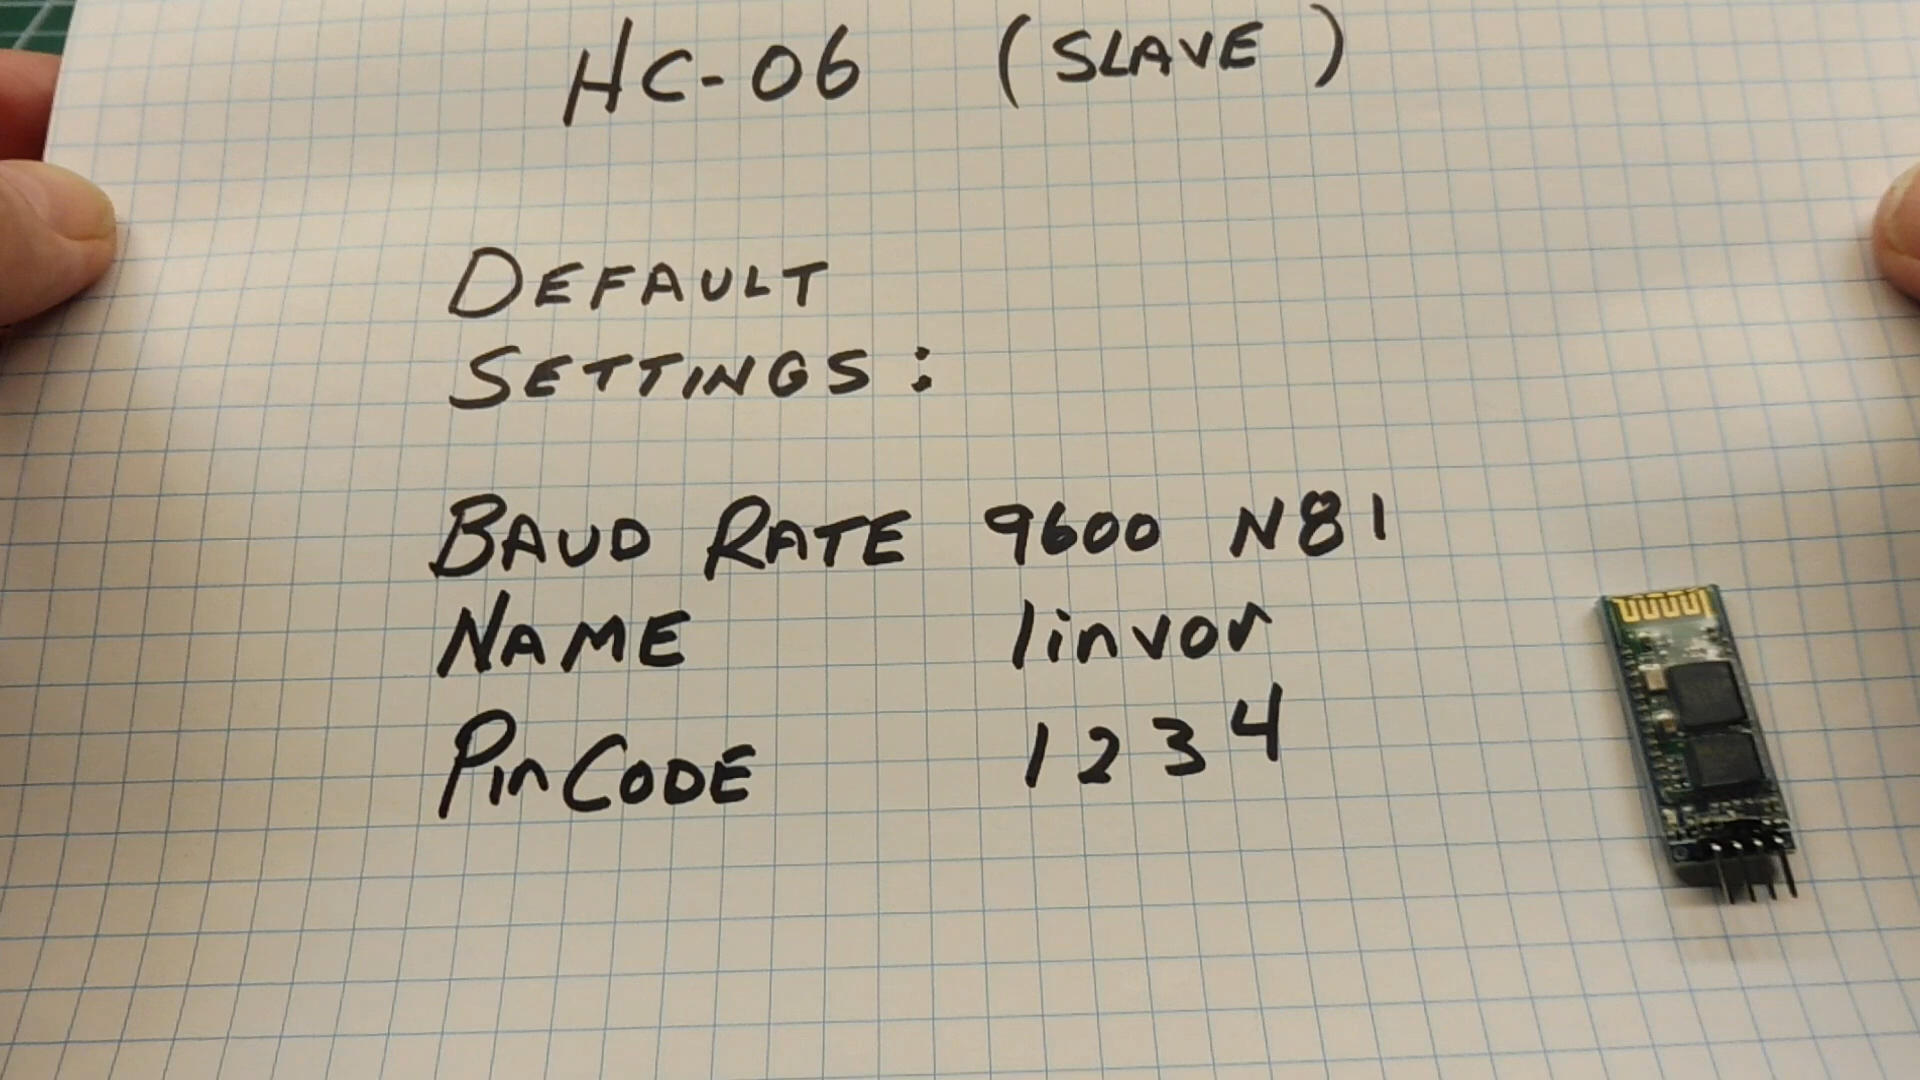 HC-06 (SLAVE)
DEFAULT
SETTINGS:
BAUD RATE 9600 N81
NAME linvor
PinCODE 1234